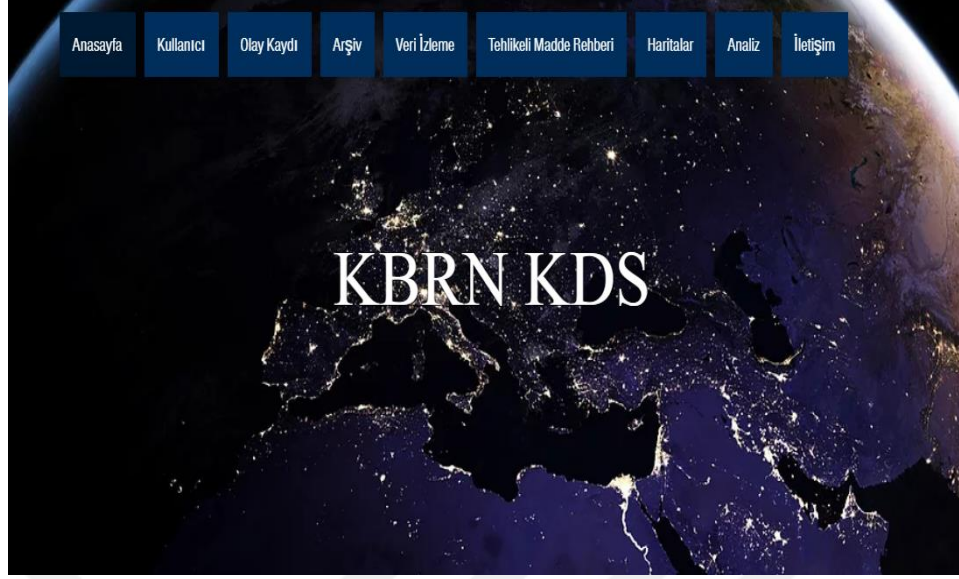 Anasayfa Kullanıcı Olay Kaydı Arşiv Veri İzleme Tehlikeli Madde Rehberi Haritalar Analiz İletişim
KBRN KDS